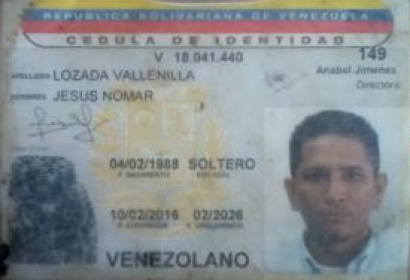 REPUBLICA BOLIVARIANA DE VENEZUELA
CEDULA DE IDENTIDAD
V 18.041.440
149
APELLIDOS LOZADA VALLENILLA
Anabel Jimenes
Directora
NOMBRES JESUS NOMAR
04/02/1988 SOLTERO
F. NACIMIENTO EDO. CIVIL
10/02/2016 02/2026
F. EXPEDICION F. VENCIMIENTO
VENEZOLANO